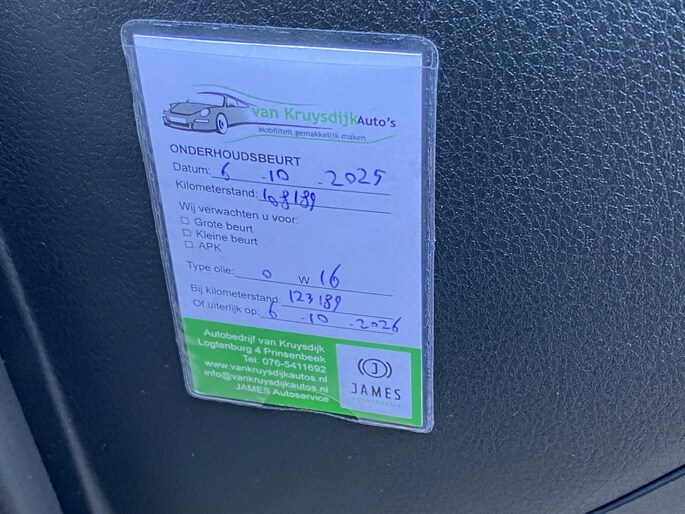 van Kruysdijk Auto's
Mobiliteit gemakkelijk maken
ONDERHOUDSBEURT
Datum: 6 .10 .2025
Kilometerstand: 108189
Wij verwachten u voor:
Grote beurt
Kleine beurt
APK
Type olie: 0 W 16
Bij kilometerstand: 123189
Of uiterlijk op: 6 .10 .2026
Autobedrijf van Kruysdijk
Logtenburg 4 Prinsenbeek
Tel: 076-5411692
www.vankruysdijkautos.nl
info@vankruysdijkautos.nl
JAMES Autoservice
J
JAMES